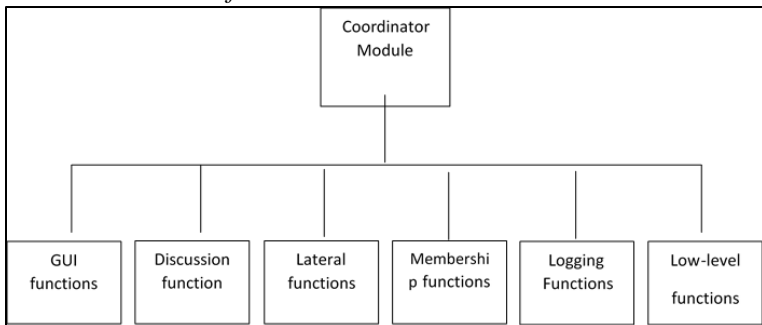 Coordinator
Module
GUI
functions
Discussion
function
Lateral
functions
Membershi
p functions
Logging
Functions
Low-level
functions